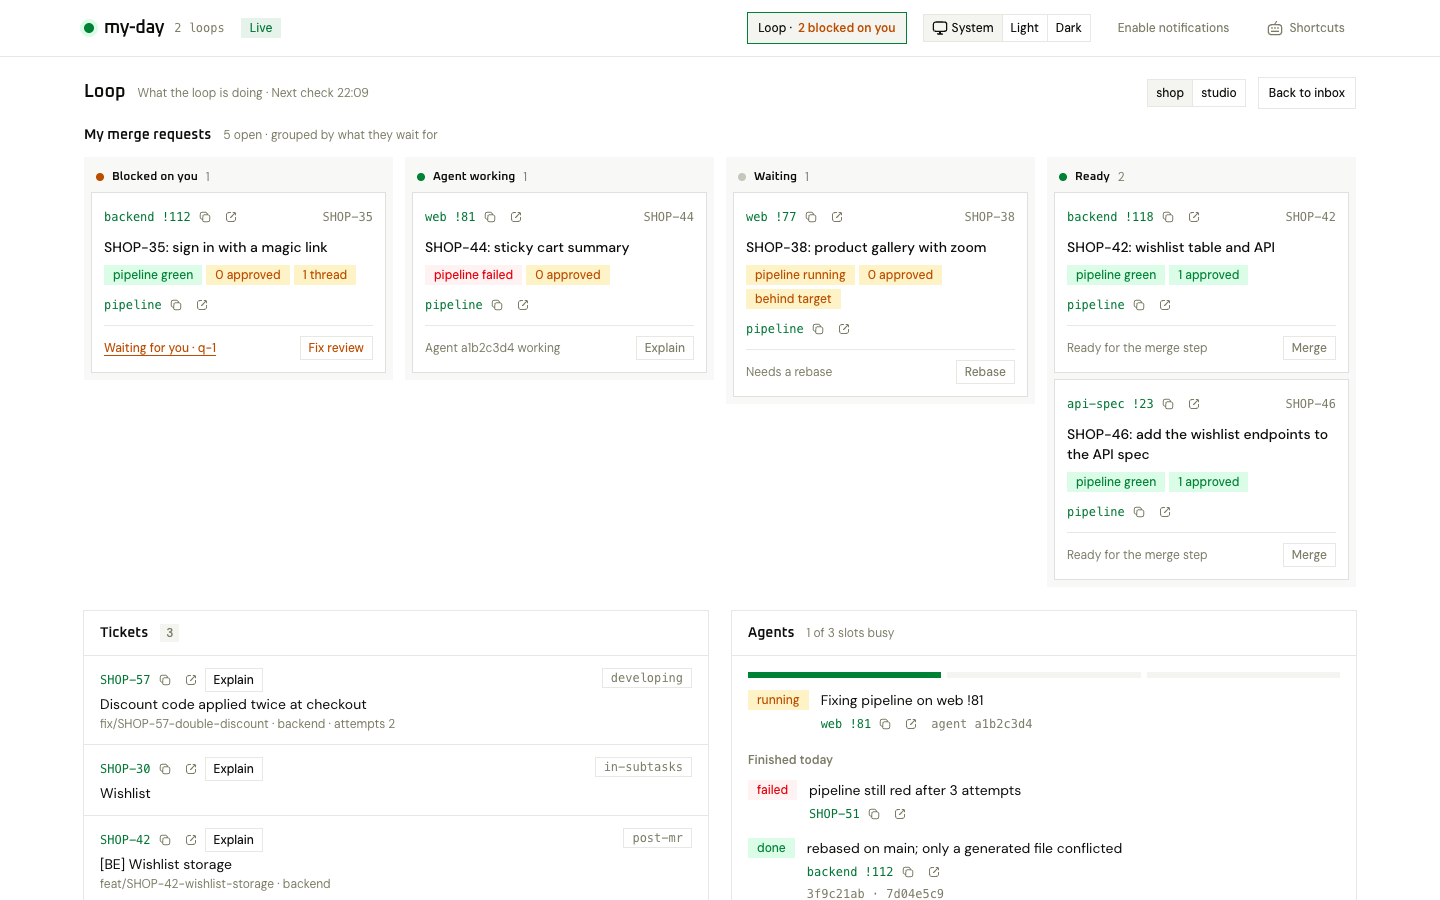 my-day 2 loops Live Loop · 2 blocked on you System Light Dark Enable notifications Shortcuts
Loop What the loop is doing · Next check 22:09 shop studio Back to inbox
My merge requests 5 open · grouped by what they wait for
Blocked on you 1
backend !112 SHOP-35
SHOP-35: sign in with a magic link
pipeline green 0 approved 1 thread
pipeline
Waiting for you · q-1 Fix review
Agent working 1
web !81 SHOP-44
SHOP-44: sticky cart summary
pipeline failed 0 approved
pipeline
Agent a1b2c3d4 working Explain
Waiting 1
web !77 SHOP-38
SHOP-38: product gallery with zoom
pipeline running 0 approved
behind target
pipeline
Needs a rebase Rebase
Ready 2
backend !118 SHOP-42
SHOP-42: wishlist table and API
pipeline green 1 approved
pipeline
Ready for the merge step Merge
api-spec !23 SHOP-46
SHOP-46: add the wishlist endpoints to
the API spec
pipeline green 1 approved
pipeline
Ready for the merge step Merge
Tickets 3
SHOP-57 Explain developing
Discount code applied twice at checkout
fix/SHOP-57-double-discount · backend · attempts 2
SHOP-30 Explain in-subtasks
Wishlist
SHOP-42 Explain post-mr
[BE] Wishlist storage
feat/SHOP-42-wishlist-storage · backend
Agents 1 of 3 slots busy
running Fixing pipeline on web !81
web !81 agent a1b2c3d4
Finished today
failed pipeline still red after 3 attempts
SHOP-51
done rebased on main; only a generated file conflicted
backend !112
3f9c21ab · 7d04e5c9